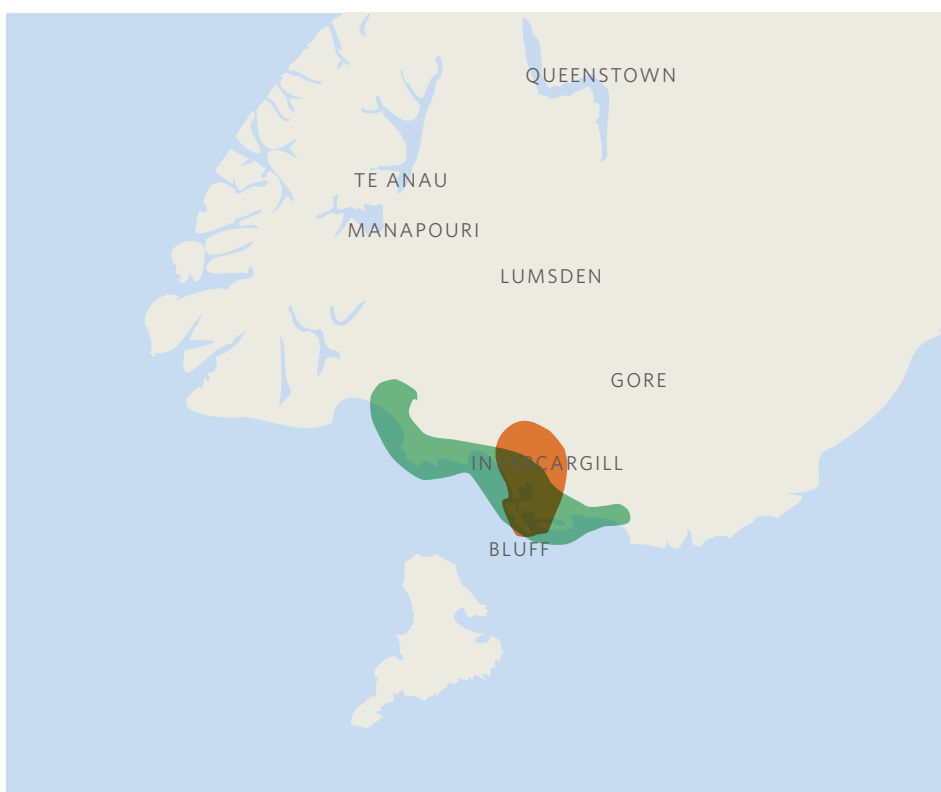 QUEENSTOWN
TE ANAU
MANAPOURI
LUMSDEN
GORE
INVERCARGILL
BLUFF